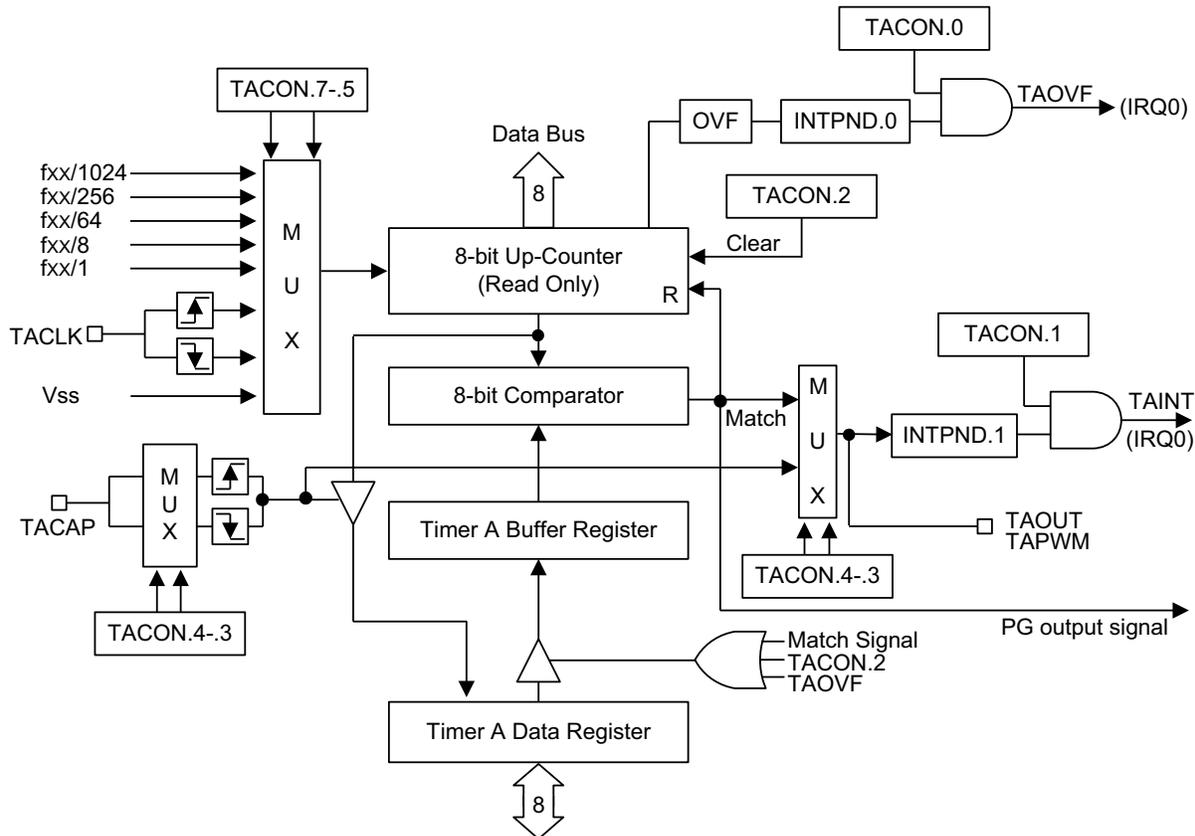 TACON.0
TACON.7-.5
OVF
INTPND.0
TAOVF
(IRQ0)
Data Bus
8
fxx/1024
fxx/256
fxx/64
fxx/8
fxx/1
M
U
X
TACON.2
Clear
8-bit Up-Counter
(Read Only)
R
TACLK
Vss
TACON.1
8-bit Comparator
Match
M
U
X
INTPND.1
TAINT
(IRQ0)
M
U
X
TACAP
Timer A Buffer Register
TAOUT
TAPWM
TACON.4-.3
TACON.4-.3
PG output signal
Match Signal
TACON.2
TAOVF
Timer A Data Register
8